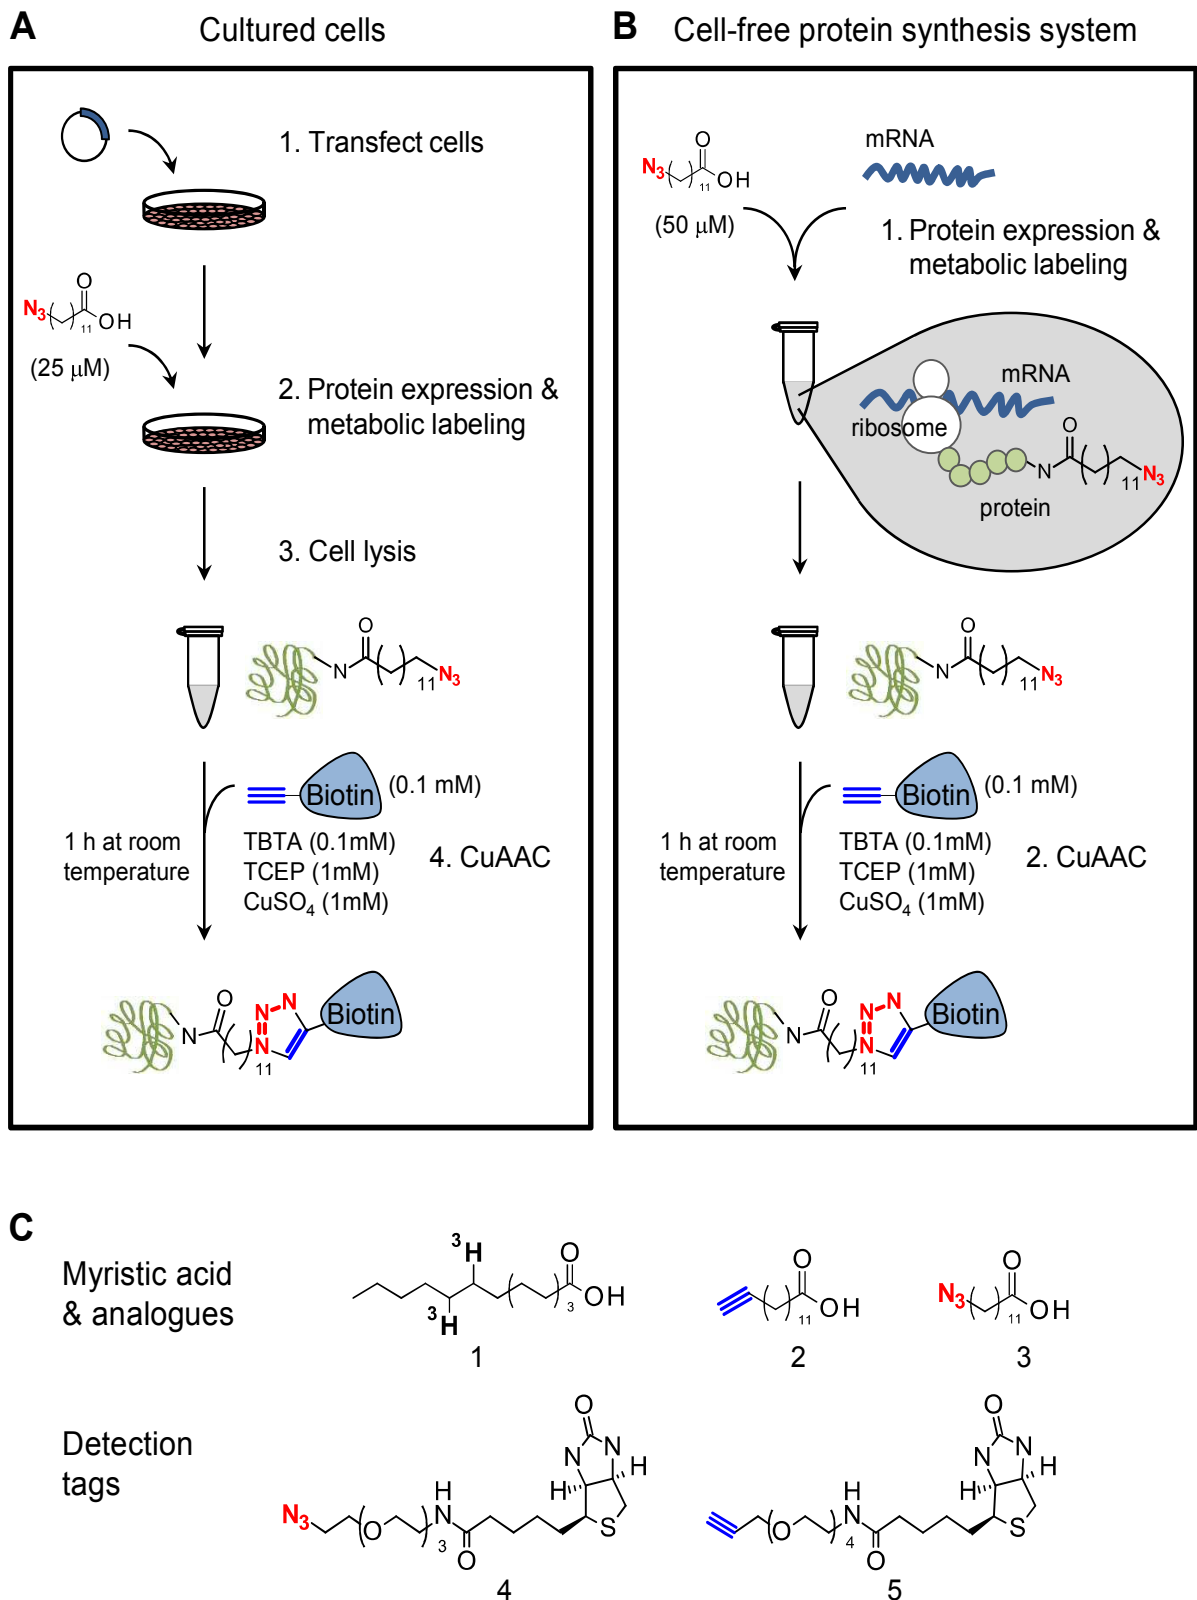 A Cultured cells
1. Transfect cells
N₃ ( ) 11 O OH
(25 µM)
2. Protein expression &
metabolic labeling
3. Cell lysis
N O ( ) 11 N₃
Biotin (0.1 mM)
1 h at room
temperature
TBTA (0.1mM)
TCEP (1mM)
CuSO₄ (1mM)
4. CuAAC
N O ( ) 11 N N N Biotin
B Cell-free protein synthesis system
N₃ ( ) 11 O OH
(50 µM)
mRNA
1. Protein expression &
metabolic labeling
mRNA
ribosome
N O ( ) 11 N₃
protein
N O ( ) 11 N₃
Biotin (0.1 mM)
1 h at room
temperature
TBTA (0.1mM)
TCEP (1mM)
CuSO₄ (1mM)
2. CuAAC
N O ( ) 11 N N N Biotin
C
Myristic acid
& analogues
³H ³H ( ) 3 O OH
1
( ) 11 O OH
2
N₃ ( ) 11 O OH
3
Detection
tags
N₃ ( O ) 3 H N O H H N N O S
4
( O ) 4 H N O H H N N O S
5